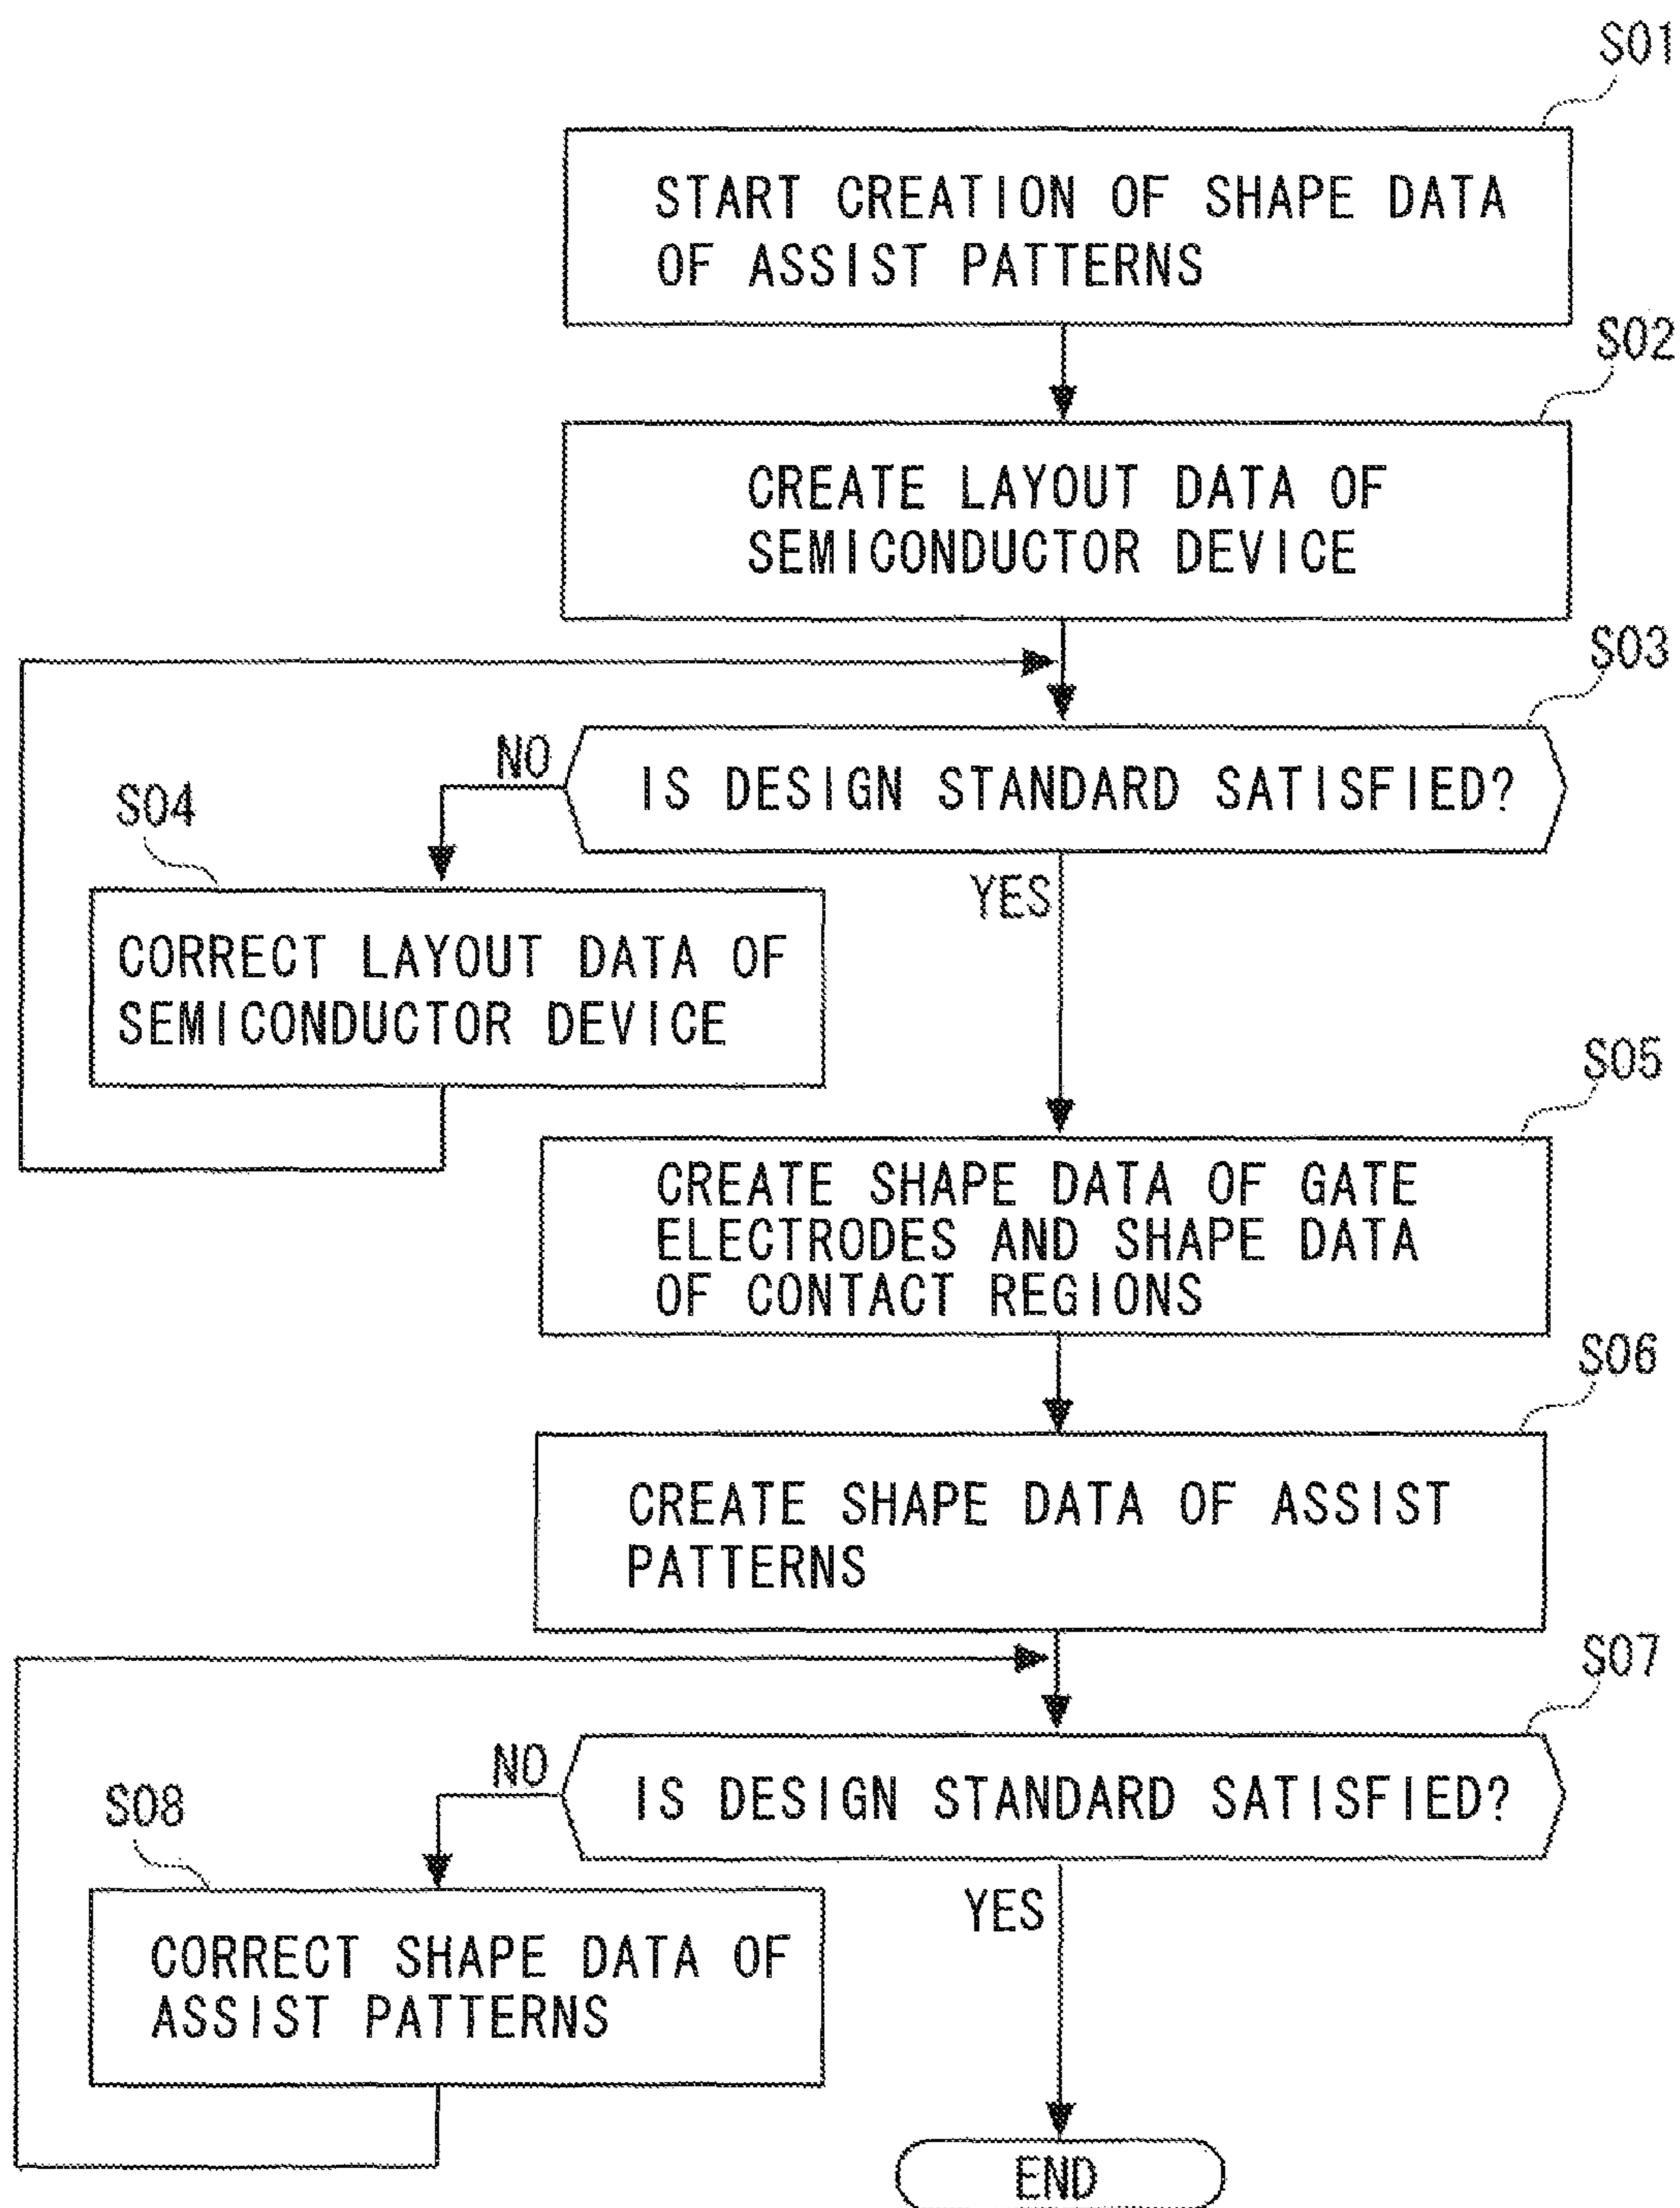 S01
START CREATION OF SHAPE DATA
OF ASSIST PATTERNS
S02
CREATE LAYOUT DATA OF
SEMICONDUCTOR DEVICE
S03
NO
IS DESIGN STANDARD SATISFIED?
S04
YES
CORRECT LAYOUT DATA OF
SEMICONDUCTOR DEVICE
S05
CREATE SHAPE DATA OF GATE
ELECTRODES AND SHAPE DATA
OF CONTACT REGIONS
S06
CREATE SHAPE DATA OF ASSIST
PATTERNS
S07
NO
IS DESIGN STANDARD SATISFIED?
S08
YES
CORRECT SHAPE DATA OF
ASSIST PATTERNS
END